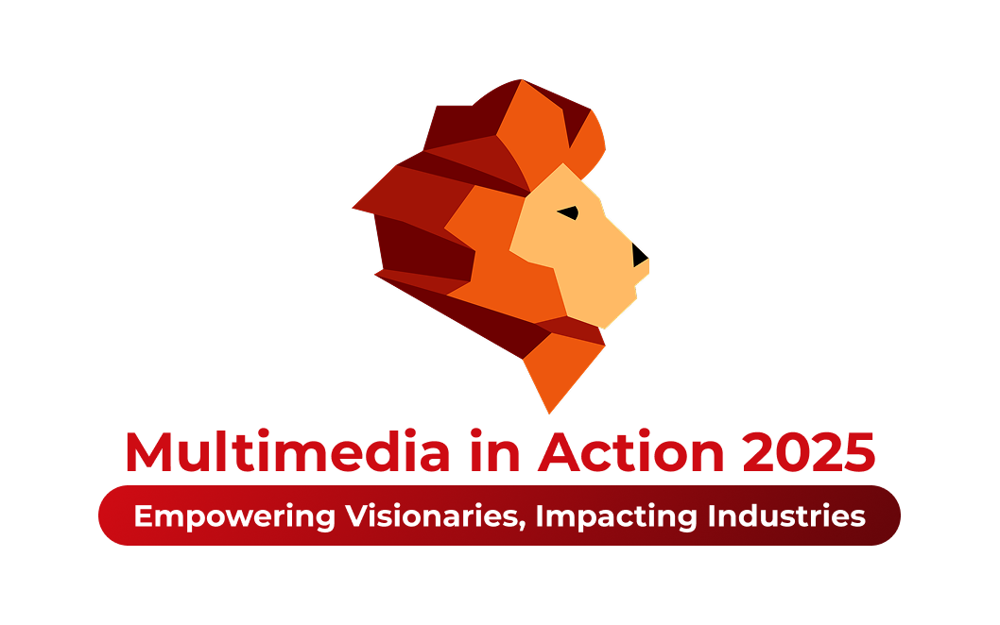 Multimedia in Action 2025
Empowering Visionaries, Impacting Industries